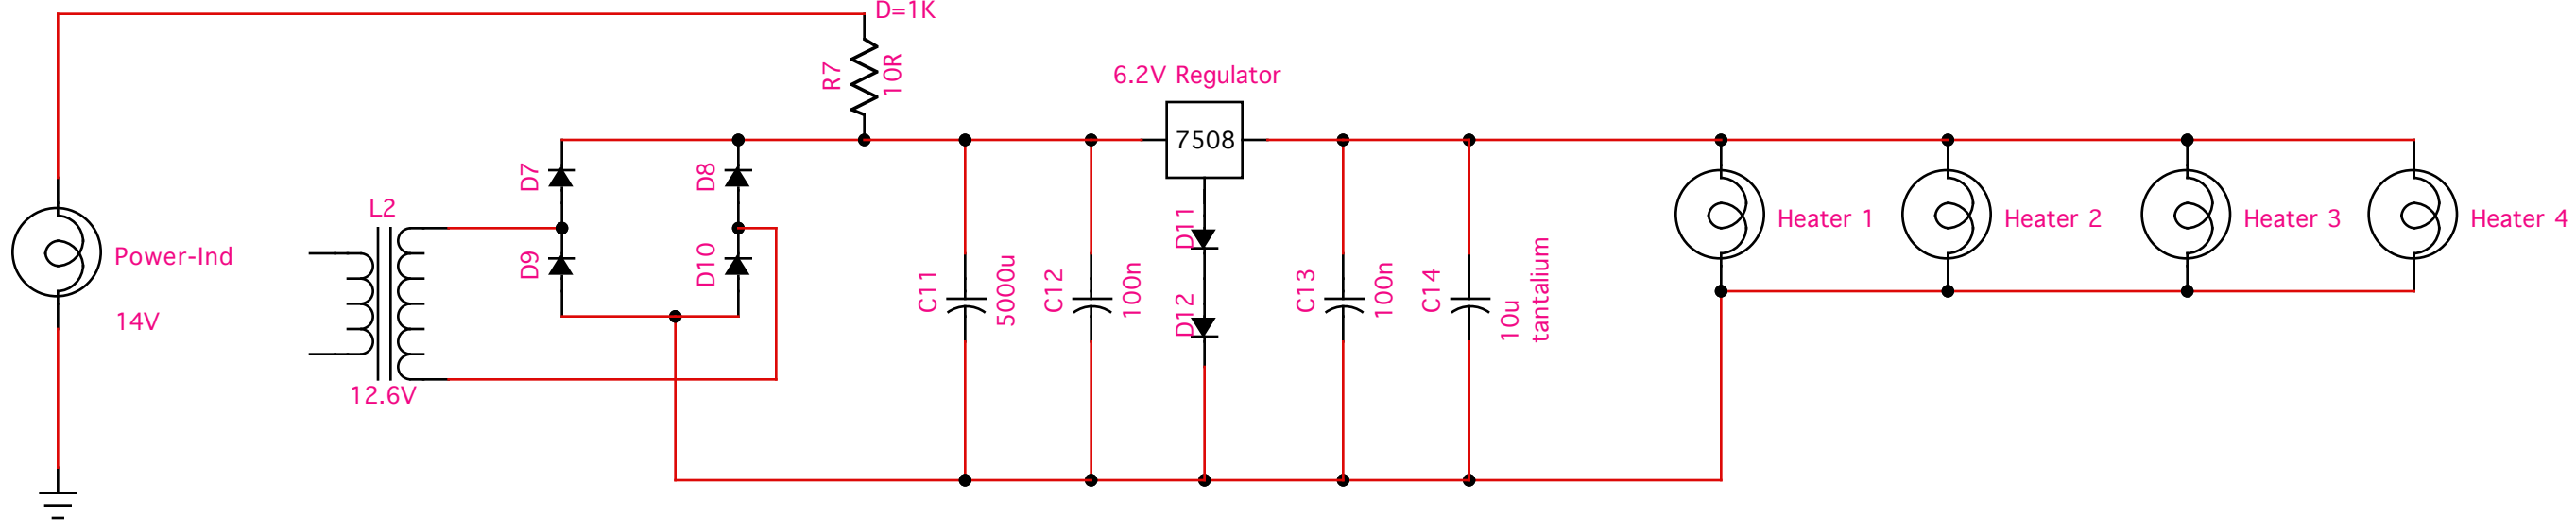 D=1K
R7
10R
6.2V Regulator
7508
D7
D8
L2
D9
D10
D11
D12
Power-Ind
14V
12.6V
C11
5000u
C12
100n
C13
100n
C14
10u
tantalium
Heater 1
Heater 2
Heater 3
Heater 4